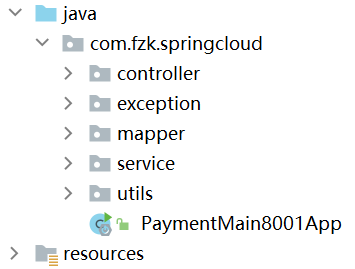 java
com.fzk.springcloud
controller
exception
mapper
service
utils
PaymentMain8001App
resources